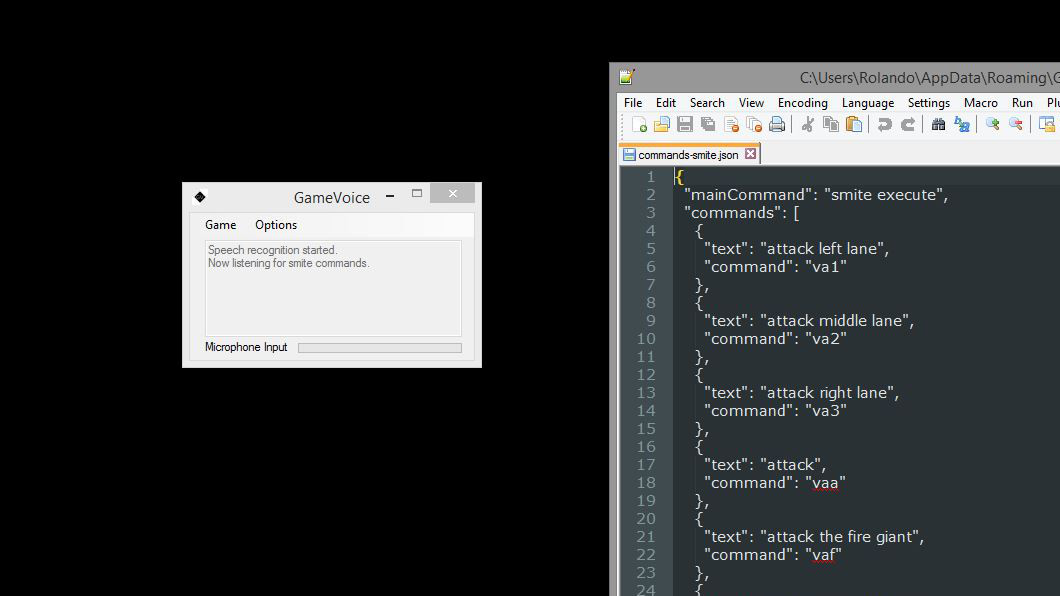 GameVoice
Game Options
Speech recognition started.
Now listening for smite commands.
Microphone Input
C:\Users\Rolando\AppData\Roaming\G
File Edit Search View Encoding Language Settings Macro Run Plu
commands-smite.json
1 {
2 "mainCommand": "smite execute",
3 "commands": [
4 {
5 "text": "attack left lane",
6 "command": "va1"
7 },
8 {
9 "text": "attack middle lane",
10 "command": "va2"
11 },
12 {
13 "text": "attack right lane",
14 "command": "va3"
15 },
16 {
17 "text": "attack",
18 "command": "vaa"
19 },
20 {
21 "text": "attack the fire giant",
22 "command": "vaf"
23 },
24 {